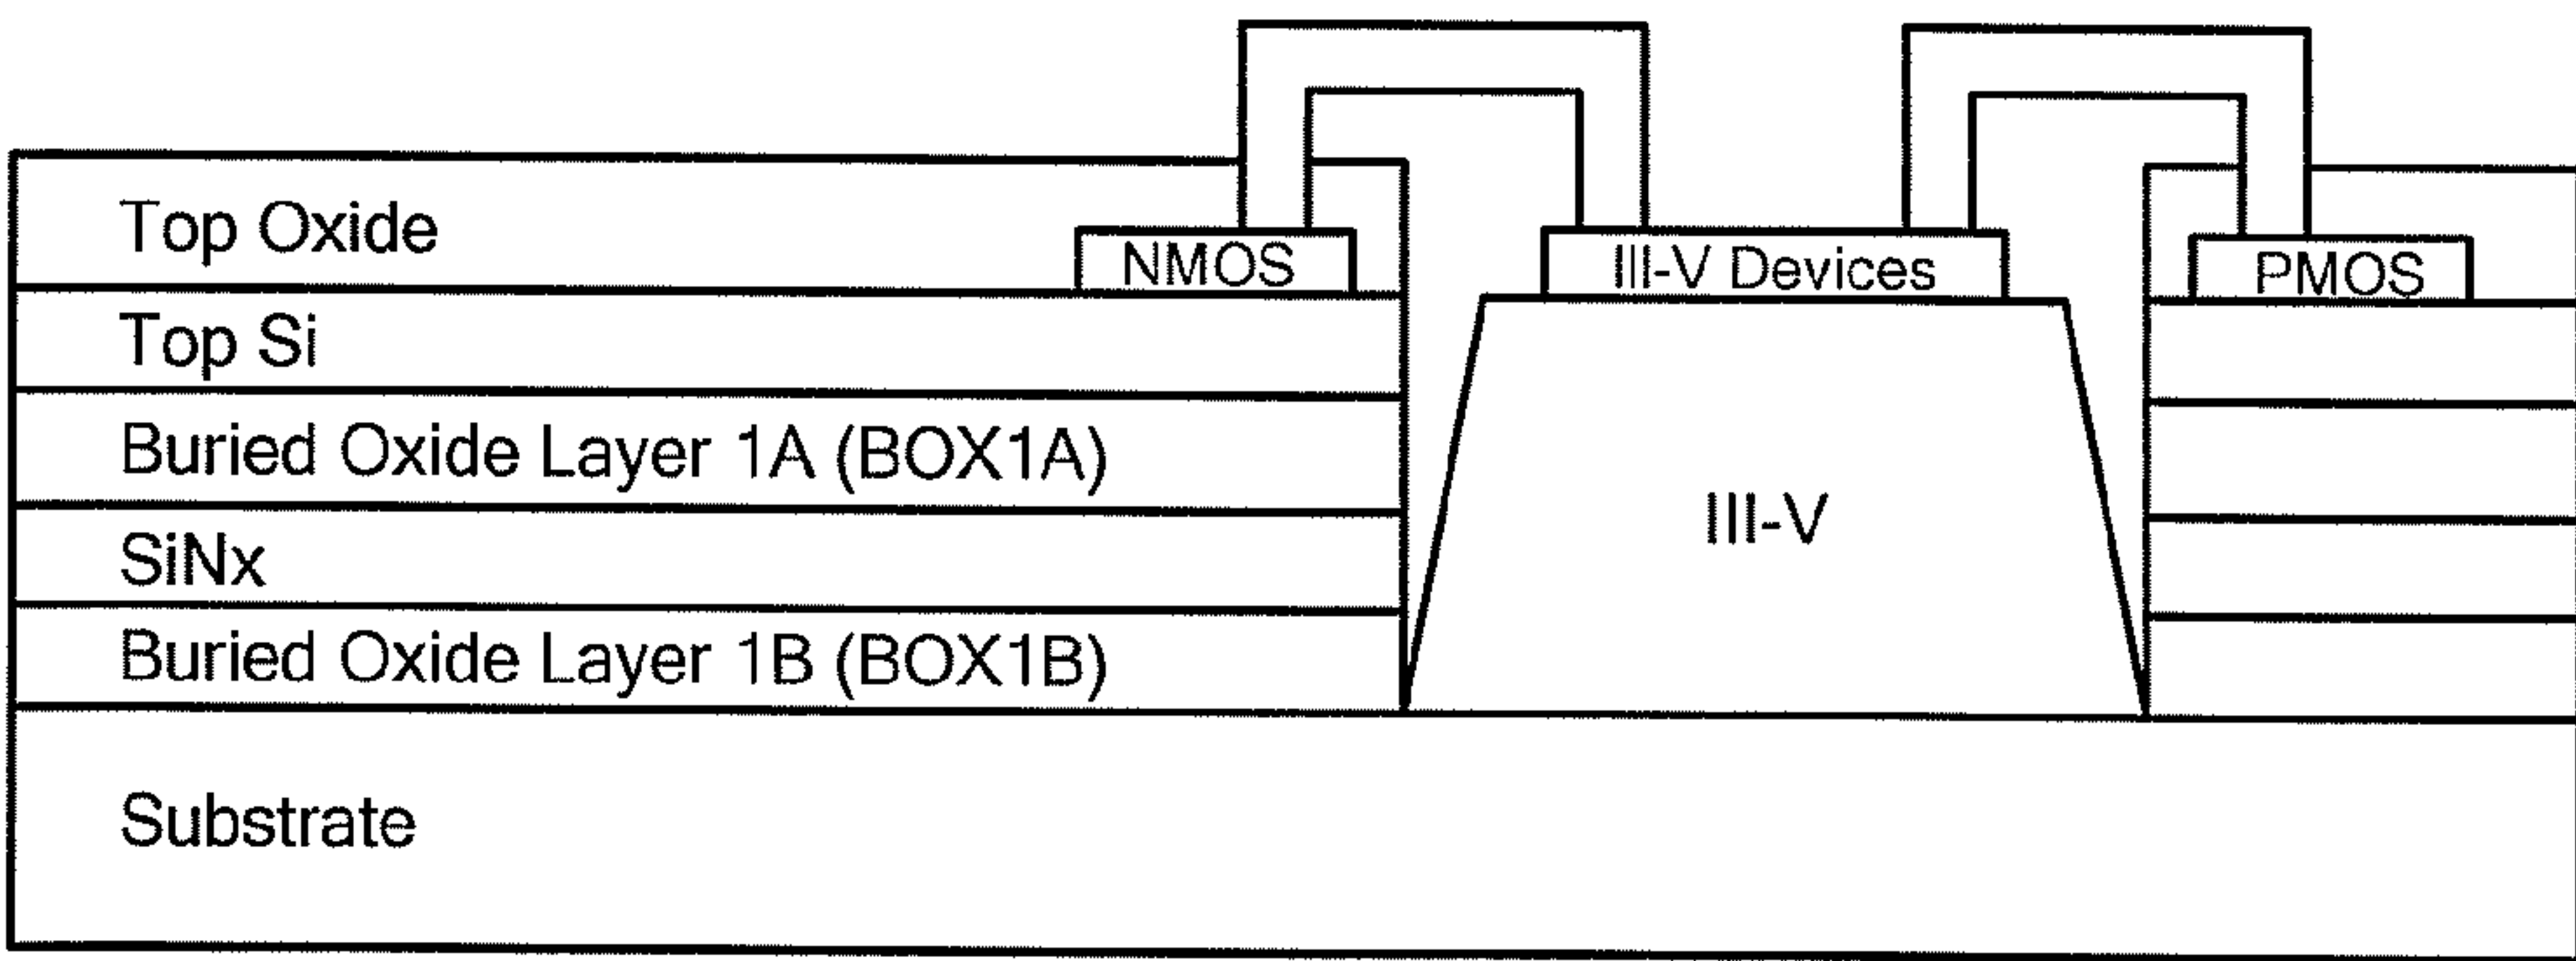 Top Oxide
NMOS
III-V Devices
PMOS
Top Si
Buried Oxide Layer 1A (BOX1A)
III-V
SiNx
Buried Oxide Layer 1B (BOX1B)
Substrate